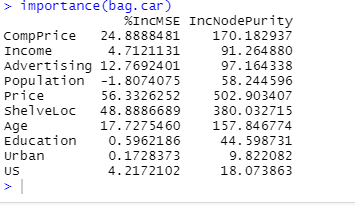 > importance(bag.car)
%IncMSE IncNodePurity
CompPrice 24.8888481 170.182937
Income 4.7121131 91.264880
Advertising 12.7692401 97.164338
Population -1.8074075 58.244596
Price 56.3326252 502.903407
ShelveLoc 48.8886689 380.032715
Age 17.7275460 157.846774
Education 0.5962186 44.598731
Urban 0.1728373 9.822082
US 4.2172102 18.073863
>